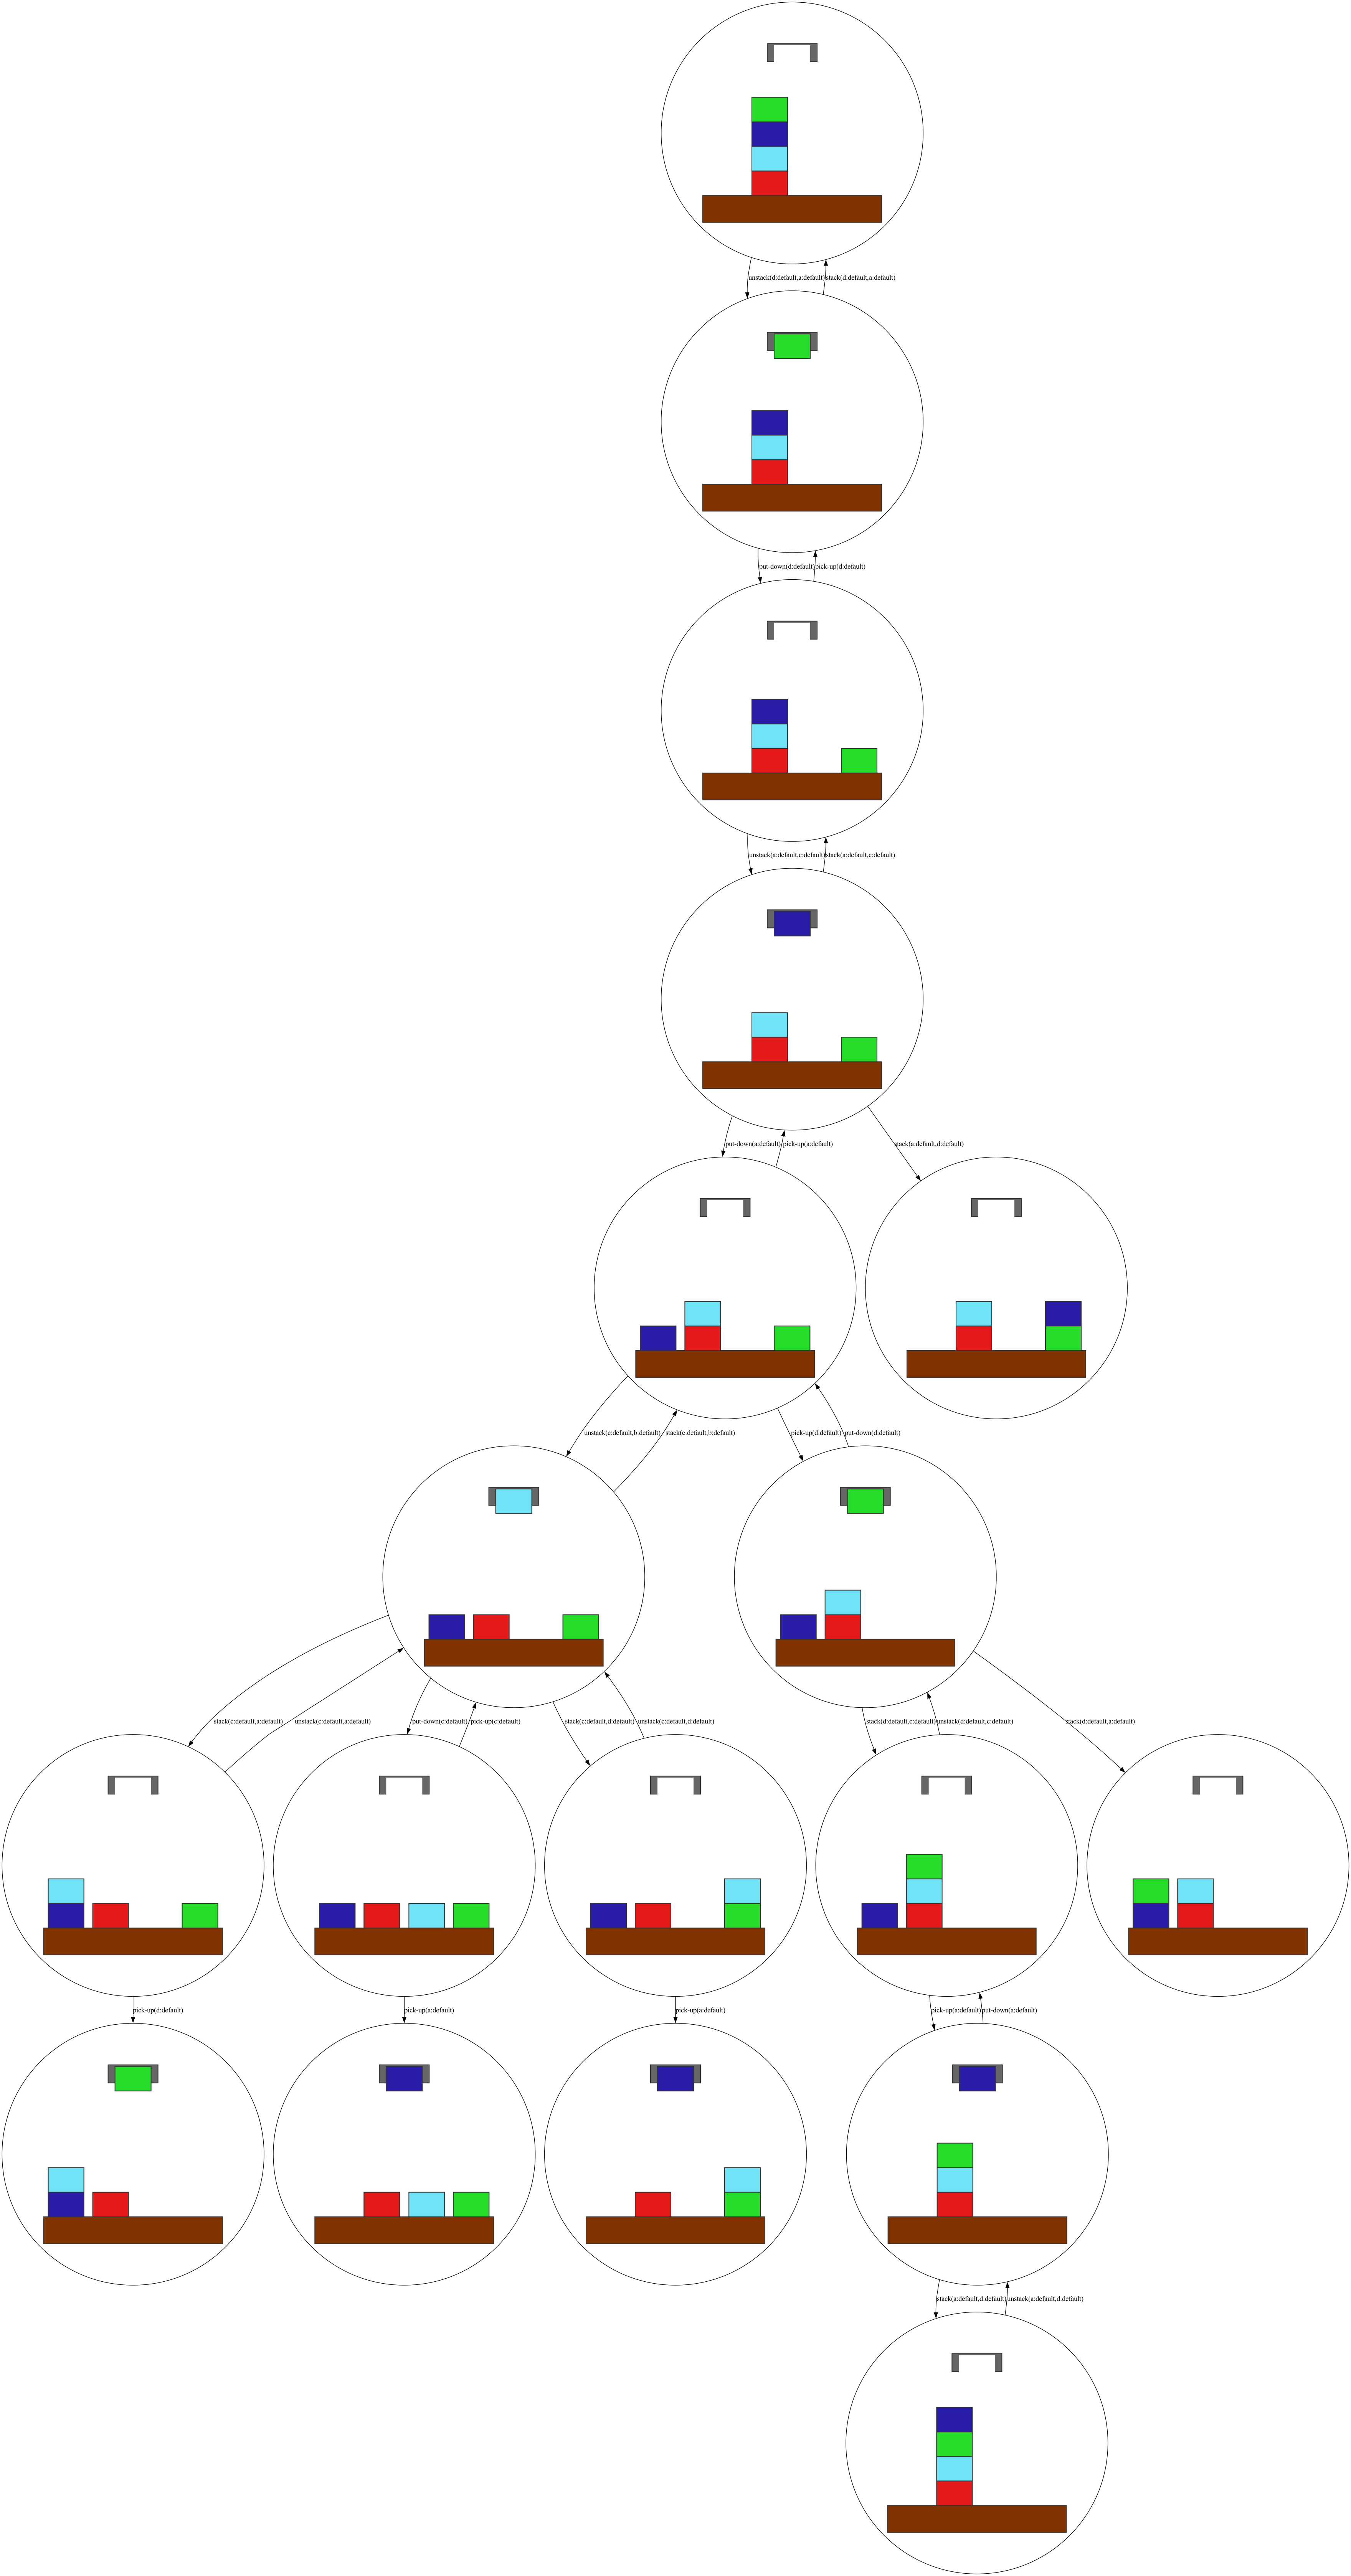 unstack(d:default,a:default)
stack(d:default,a:default)
put-down(d:default)
pick-up(d:default)
unstack(a:default,c:default)
stack(a:default,c:default)
put-down(a:default)
pick-up(a:default)
stack(a:default,d:default)
unstack(c:default,b:default)
stack(c:default,b:default)
pick-up(d:default)
put-down(d:default)
stack(c:default,a:default)
unstack(c:default,a:default)
put-down(c:default)
pick-up(c:default)
stack(c:default,d:default)
unstack(c:default,d:default)
stack(d:default,c:default)
unstack(d:default,c:default)
stack(d:default,a:default)
pick-up(d:default)
pick-up(a:default)
pick-up(a:default)
pick-up(a:default)
put-down(a:default)
stack(a:default,d:default)
unstack(a:default,d:default)